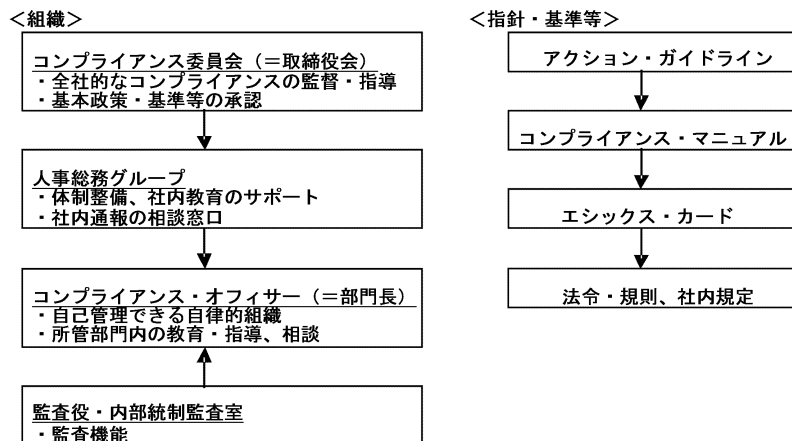 ＜組織＞
コンプライアンス委員会（＝取締役会）
・全社的なコンプライアンスの監督・指導
・基本政策・基準等の承認
人事総務グループ
・体制整備、社内教育のサポート
・社内通報の相談窓口
コンプライアンス・オフィサー（＝部門長）
・自己管理できる自律的組織
・所管部門内の教育・指導、相談
監査役・内部統制監査室
・監査機能
＜指針・基準等＞
アクション・ガイドライン
コンプライアンス・マニュアル
エシックス・カード
法令・規則、社内規定